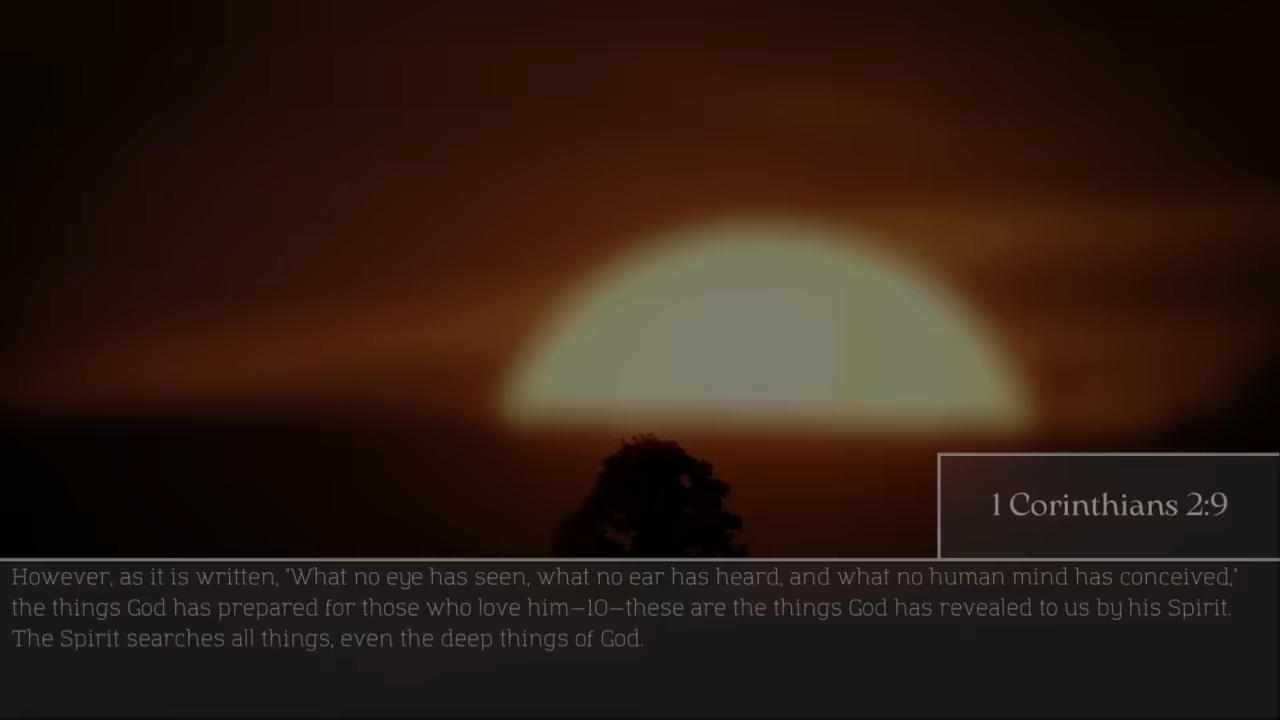 1 Corinthians 2:9
However, as it is written, "What no eye has seen, what no ear has heard, and what no human mind has conceived,"
the things God has prepared for those who love him—10—these are the things God has revealed to us by his Spirit.
The Spirit searches all things, even the deep things of God.